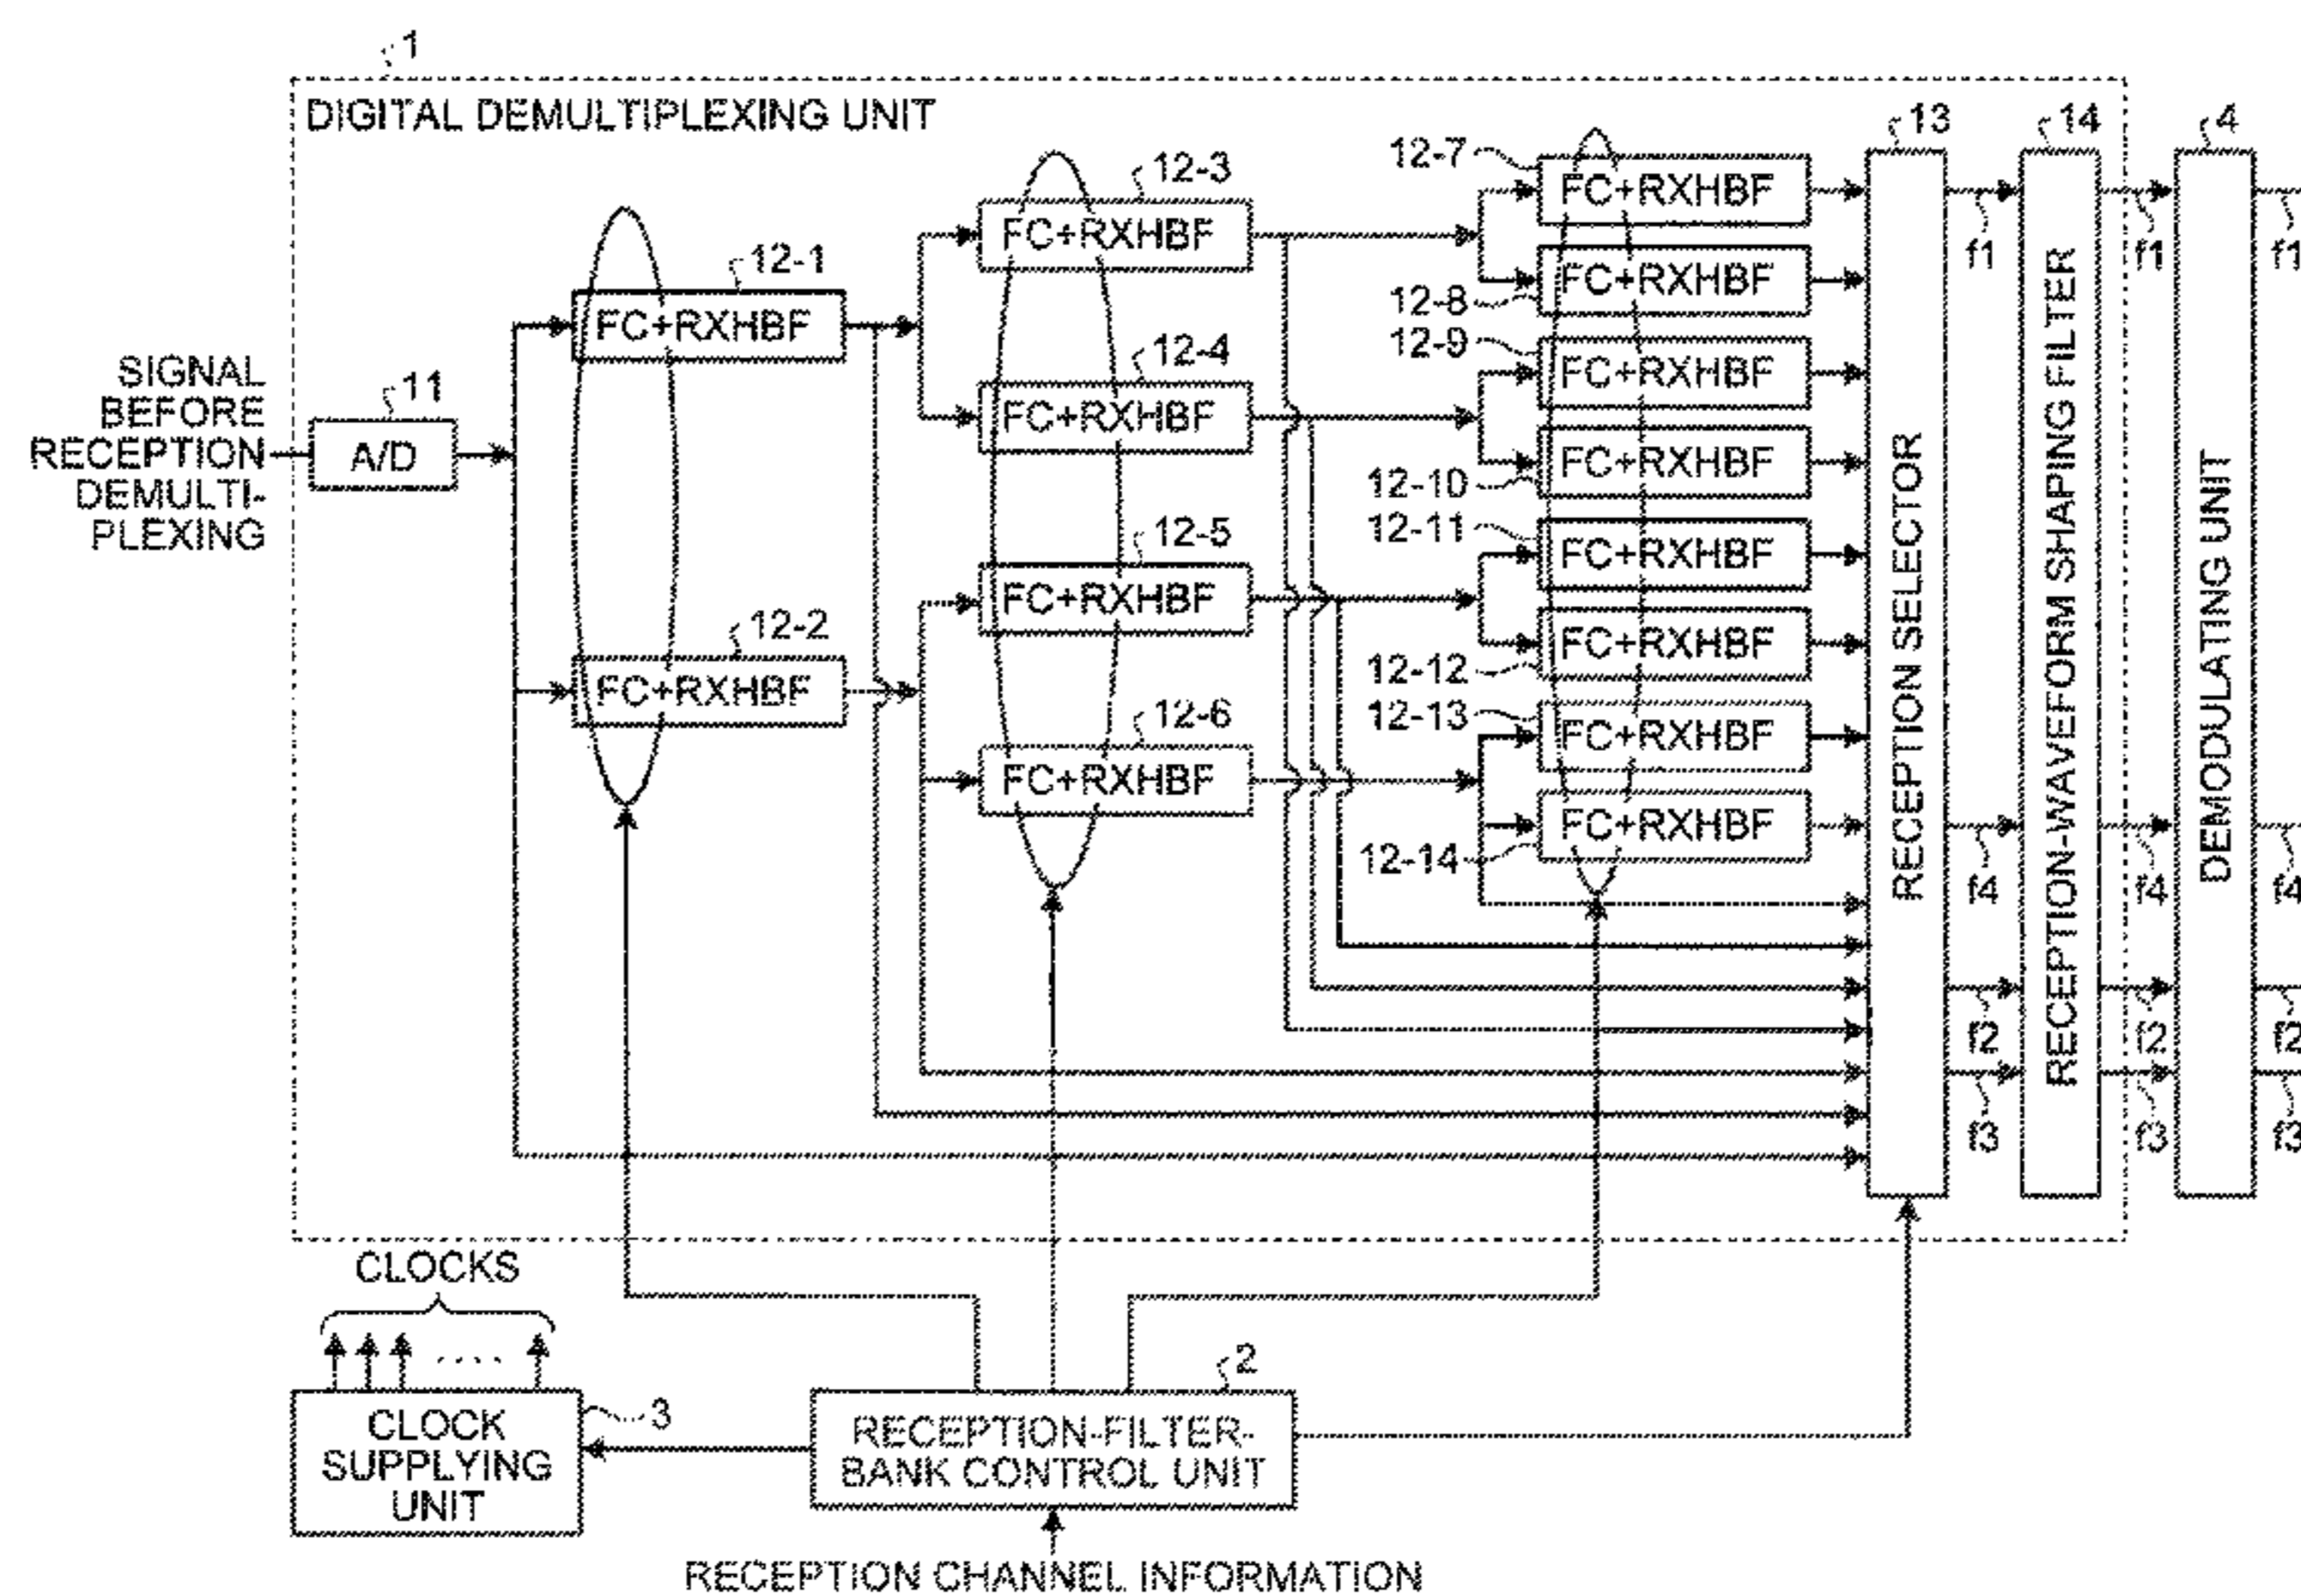 1
DIGITAL DEMULTIPLEXING UNIT
SIGNAL
BEFORE
RECEPTION
DEMULTI-
PLEXING
11
A/D
12-1
FC+RXHBF
12-2
FC+RXHBF
12-3
FC+RXHBF
12-4
FC+RXHBF
12-5
FC+RXHBF
12-6
FC+RXHBF
12-7
FC+RXHBF
12-8
FC+RXHBF
12-9
FC+RXHBF
12-10
FC+RXHBF
12-11
FC+RXHBF
12-12
FC+RXHBF
12-13
FC+RXHBF
12-14
FC+RXHBF
13
RECEPTION SELECTOR
f1
f4
f2
f3
14
RECEPTION-WAVEFORM SHAPING FILTER
f1
f4
f2
f3
4
DEMODULATING UNIT
f1
f4
f2
f3
CLOCKS
....
3
CLOCK
SUPPLYING
UNIT
2
RECEPTION-FILTER-
BANK CONTROL UNIT
RECEPTION CHANNEL INFORMATION